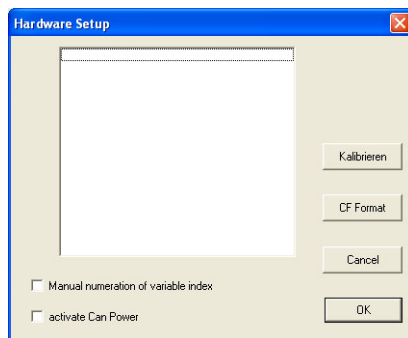 Hardware Setup
Kalibrieren
CF Format
Cancel
Manual numeration of variable index
activate Can Power
OK